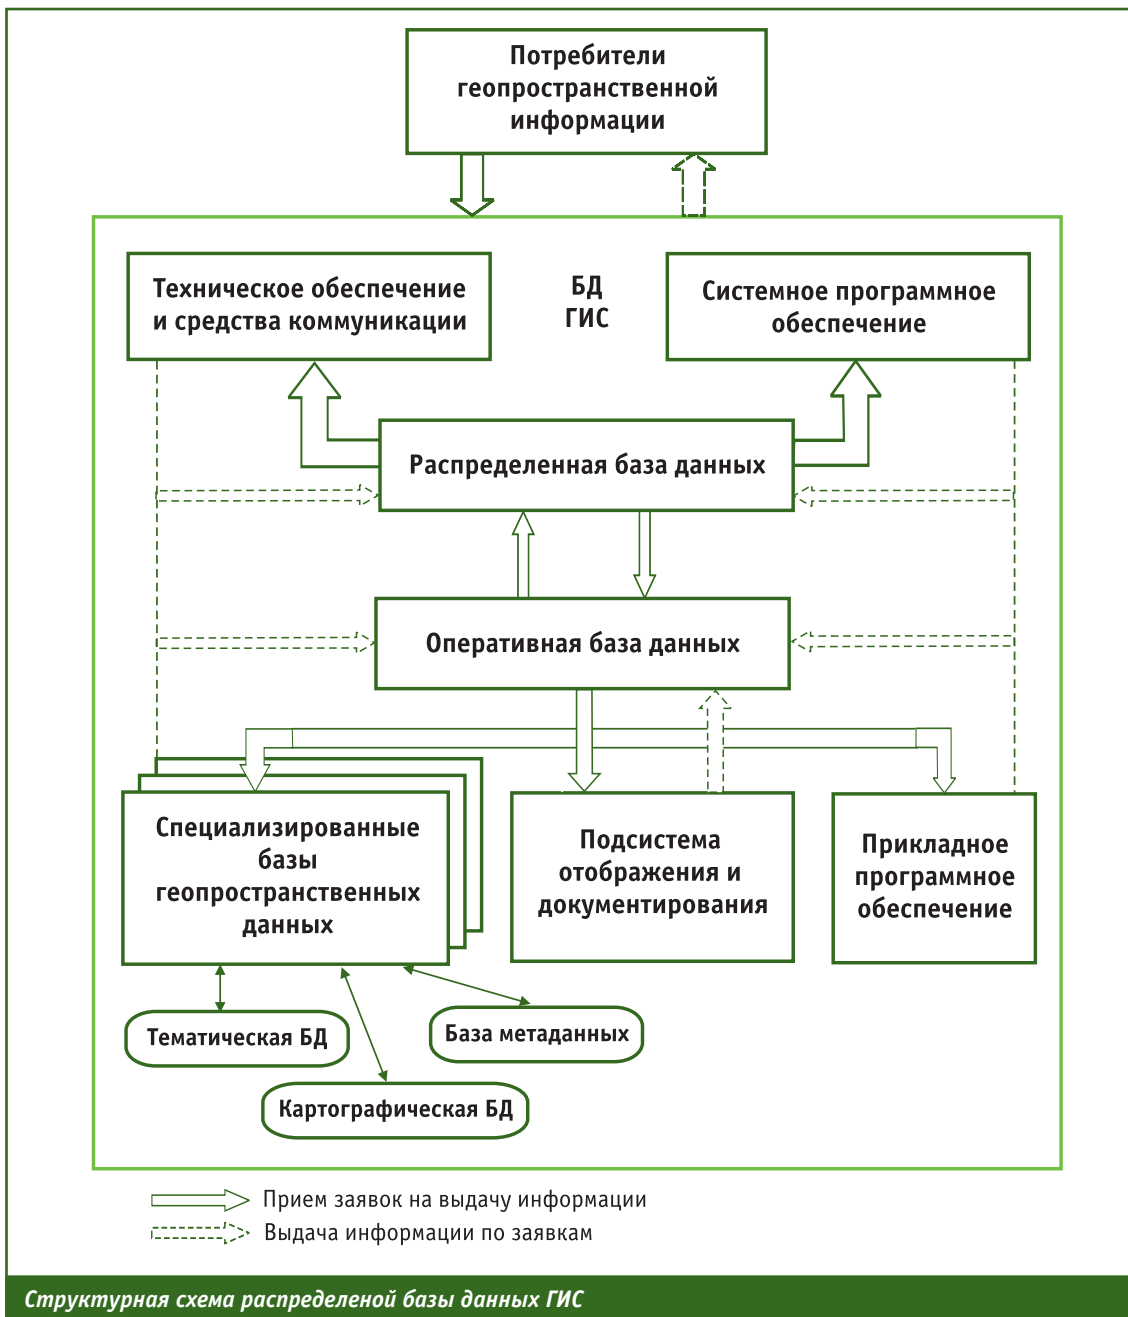 Потребители
геопространственной
информации
Техническое обеспечение
и средства коммуникации
БД
ГИС
Системное программное
обеспечение
Распределенная база данных
Оперативная база данных
Специализированные
базы
геопространственных
данных
Подсистема
отображения и
документирования
Прикладное
программное
обеспечение
Тематическая БД
База метаданных
Картографическая БД
Прием заявок на выдачу информации
Выдача информации по заявкам
Структурная схема распределеной базы данных ГИС